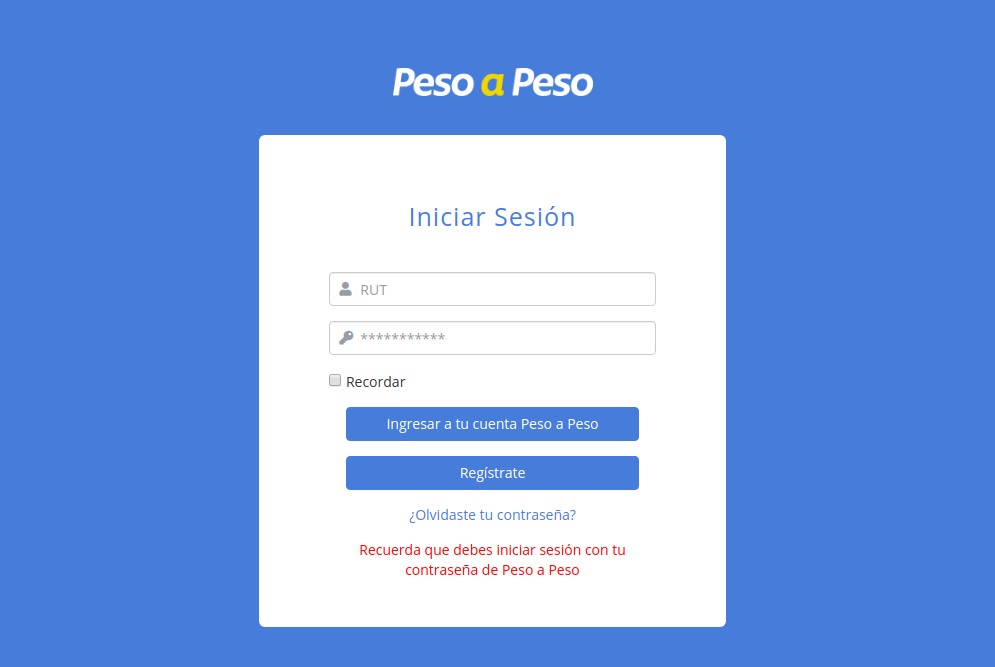 Peso a Peso
Iniciar Sesión
RUT
***********
Recordar
Ingresar a tu cuenta Peso a Peso
Regístrate
¿Olvidaste tu contraseña?
Recuerda que debes iniciar sesión con tu
contraseña de Peso a Peso